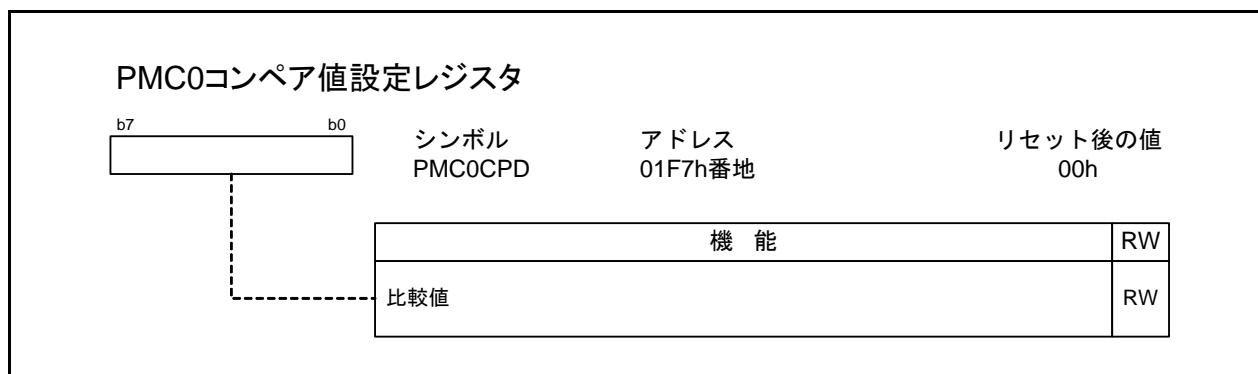 PMC0コンペア値設定レジスタ
b7 b0
シンボル アドレス リセット後の値
PMC0CPD 01F7h番地 00h
機 能 RW
比較値 RW